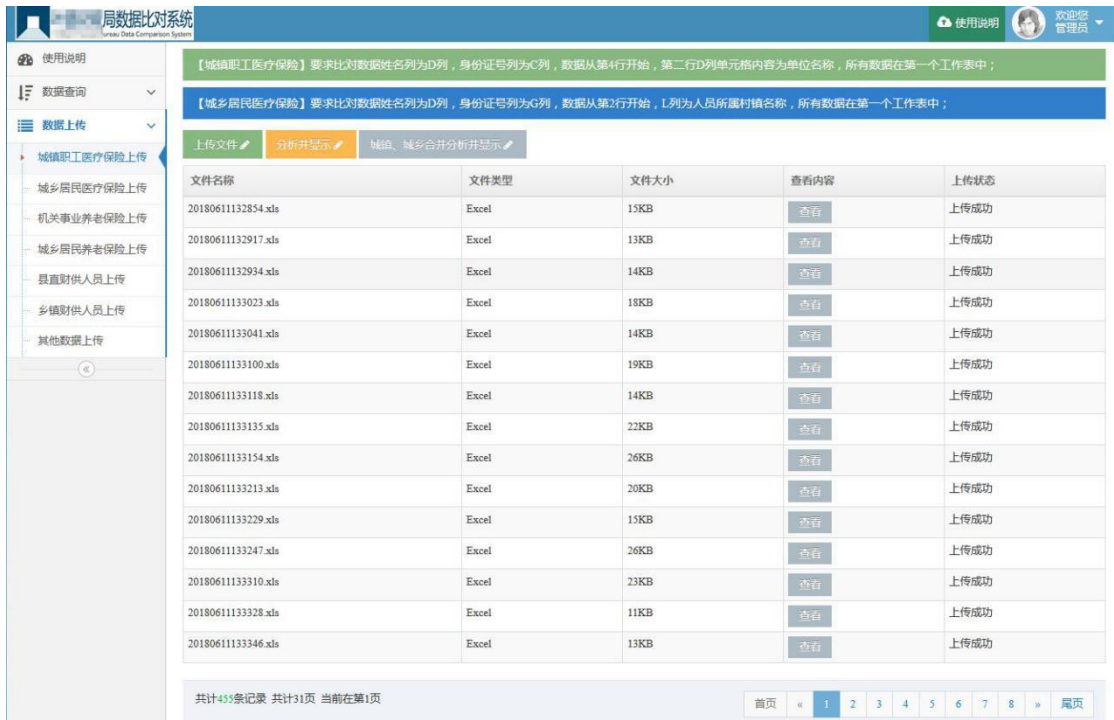 局数据比对系统
ureau Data Comparison System
使用说明
欢迎您
管理员
使用说明
数据查询
数据上传
城镇职工医疗保险上传
城乡居民医疗保险上传
机关事业养老保险上传
城乡居民养老保险上传
县直财供人员上传
乡镇财供人员上传
其他数据上传
【城镇职工医疗保险】要求比对数据姓名列为D列，身份证号列为C列，数据从第4行开始，第二行D列单元格内容为单位名称，所有数据在第一个工作表中；
【城乡居民医疗保险】要求比对数据姓名列为D列，身份证号列为G列，数据从第2行开始，L列为人员所属村镇名称，所有数据在第一个工作表中；
上传文件 分析并显示 城镇、城乡合并分析并显示
文件名称 文件类型 文件大小 查看内容 上传状态
20180611132854.xls Excel 15KB 查看 上传成功
20180611132917.xls Excel 13KB 查看 上传成功
20180611132934.xls Excel 14KB 查看 上传成功
20180611133023.xls Excel 18KB 查看 上传成功
20180611133041.xls Excel 14KB 查看 上传成功
20180611133100.xls Excel 19KB 查看 上传成功
20180611133118.xls Excel 14KB 查看 上传成功
20180611133135.xls Excel 22KB 查看 上传成功
20180611133154.xls Excel 26KB 查看 上传成功
20180611133213.xls Excel 20KB 查看 上传成功
20180611133229.xls Excel 15KB 查看 上传成功
20180611133247.xls Excel 26KB 查看 上传成功
20180611133310.xls Excel 23KB 查看 上传成功
20180611133328.xls Excel 11KB 查看 上传成功
20180611133346.xls Excel 13KB 查看 上传成功
共计455条记录 共计31页 当前在第1页
首页 « 1 2 3 4 5 6 7 8 » 尾页